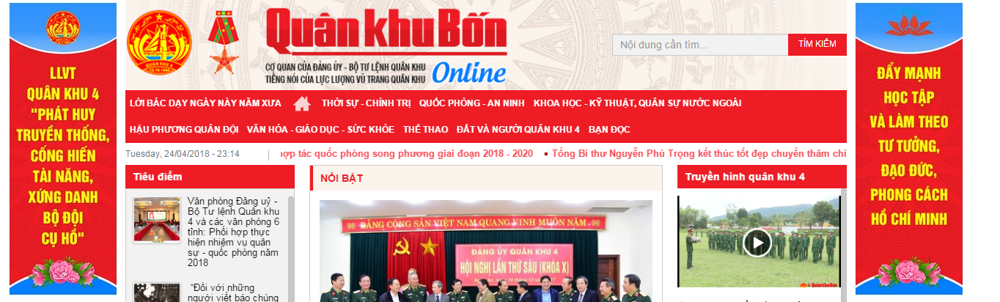 LLVT
QUÂN KHU 4
"PHÁT HUY
TRUYỀN THỐNG,
CỐNG HIẾN
TÀI NĂNG,
XỨNG DANH
BỘ ĐỘI
CỤ HỒ"
QUÂN KHU 4
15.10.1945
Quân khu Bốn
CƠ QUAN CỦA ĐẢNG ỦY - BỘ TƯ LỆNH QUÂN KHU
TIẾNG NÓI CỦA LỰC LƯỢNG VŨ TRANG QUÂN KHU
Online
Nội dung cần tìm...
TÌM KIẾM
LỜI BÁC DẠY NGÀY NÀY NĂM XƯA THỜI SỰ - CHÍNH TRỊ QUỐC PHÒNG - AN NINH KHOA HỌC - KỸ THUẬT, QUÂN SỰ NƯỚC NGOÀI
HẬU PHƯƠNG QUÂN ĐỘI VĂN HÓA - GIÁO DỤC - SỨC KHỎE THỂ THAO ĐẤT VÀ NGƯỜI QUÂN KHU 4 BẠN ĐỌC
Tuesday, 24/04/2018 - 23:14
hợp tác quốc phòng song phương giai đoạn 2018 - 2020 Tổng Bí thư Nguyễn Phú Trọng kết thúc tốt đẹp chuyến thăm chí
Tiêu điểm
Văn phòng Đảng uỷ -
Bộ Tư lệnh Quân khu
4 và các văn phòng 6
tỉnh: Phối hợp thực
hiện nhiệm vụ quân
sự - quốc phòng năm
2018
“Đối với những
người viết báo chúng
NỔI BẬT
ĐẢNG CỘNG SẢN VIỆT NAM QUANG VINH MUÔN NĂM
ĐẢNG ỦY QUÂN KHU 4
HỘI NGHỊ LẦN THỨ SÁU (KHÓA X)
Truyền hình quân khu 4
Quân khu Bốn
ĐẨY MẠNH
HỌC TẬP
VÀ LÀM THEO
TƯ TƯỞNG,
ĐẠO ĐỨC,
PHONG CÁCH
HỒ CHÍ MINH